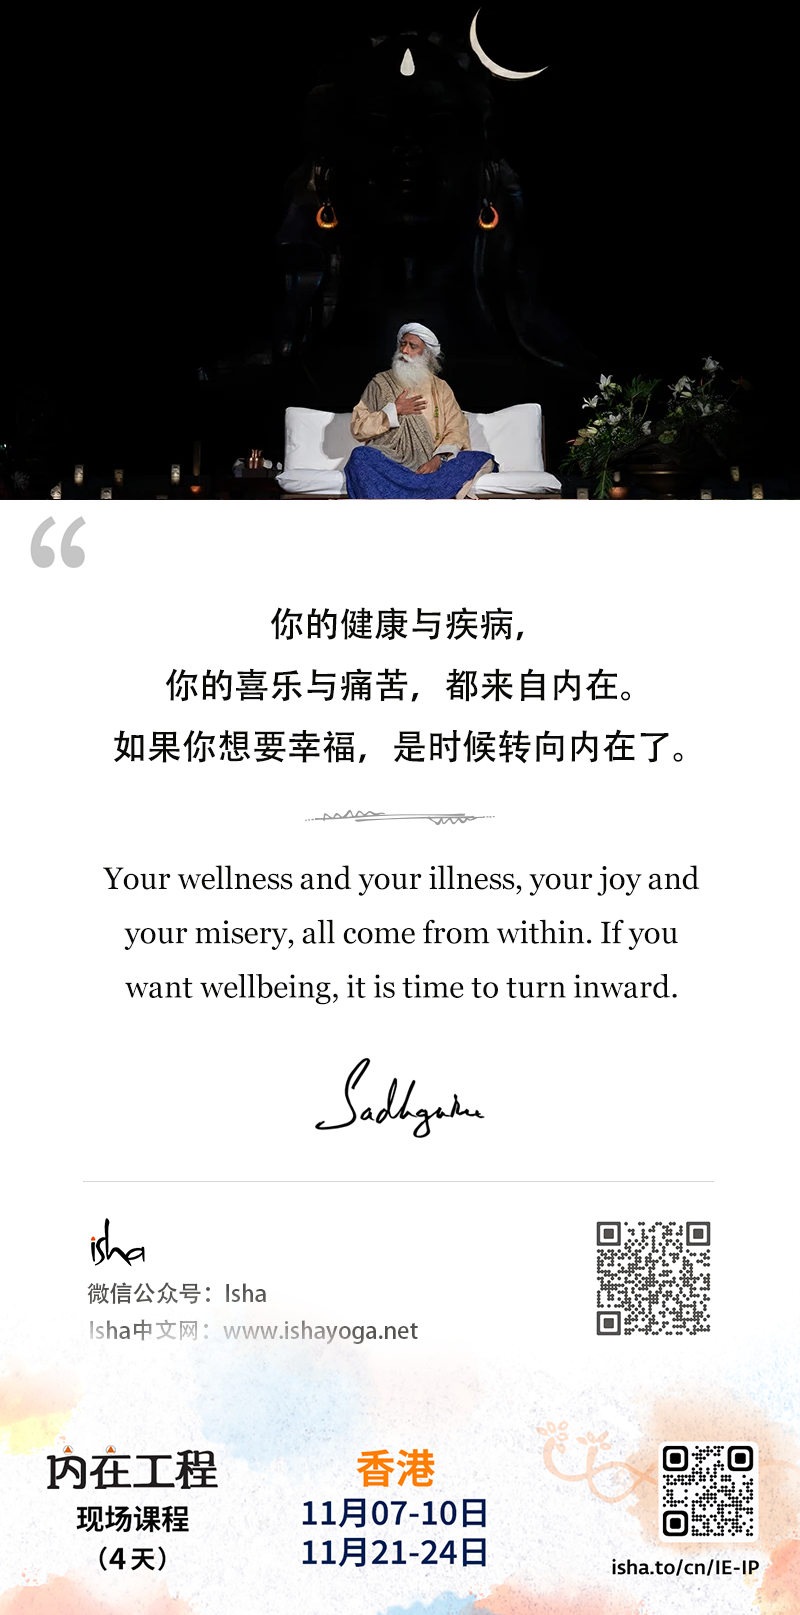 “
你的健康与疾病,
你的喜乐与痛苦，都来自内在。
如果你想要幸福，是时候转向内在了。
Your wellness and your illness, your joy and
your misery, all come from within. If you
want wellbeing, it is time to turn inward.
Sadhguru
isha
微信公众号：Isha
Isha中文网：www.ishayoga.net
内在工程
现场课程
（4天）
香港
11月07-10日
11月21-24日
isha.to/cn/IE-IP